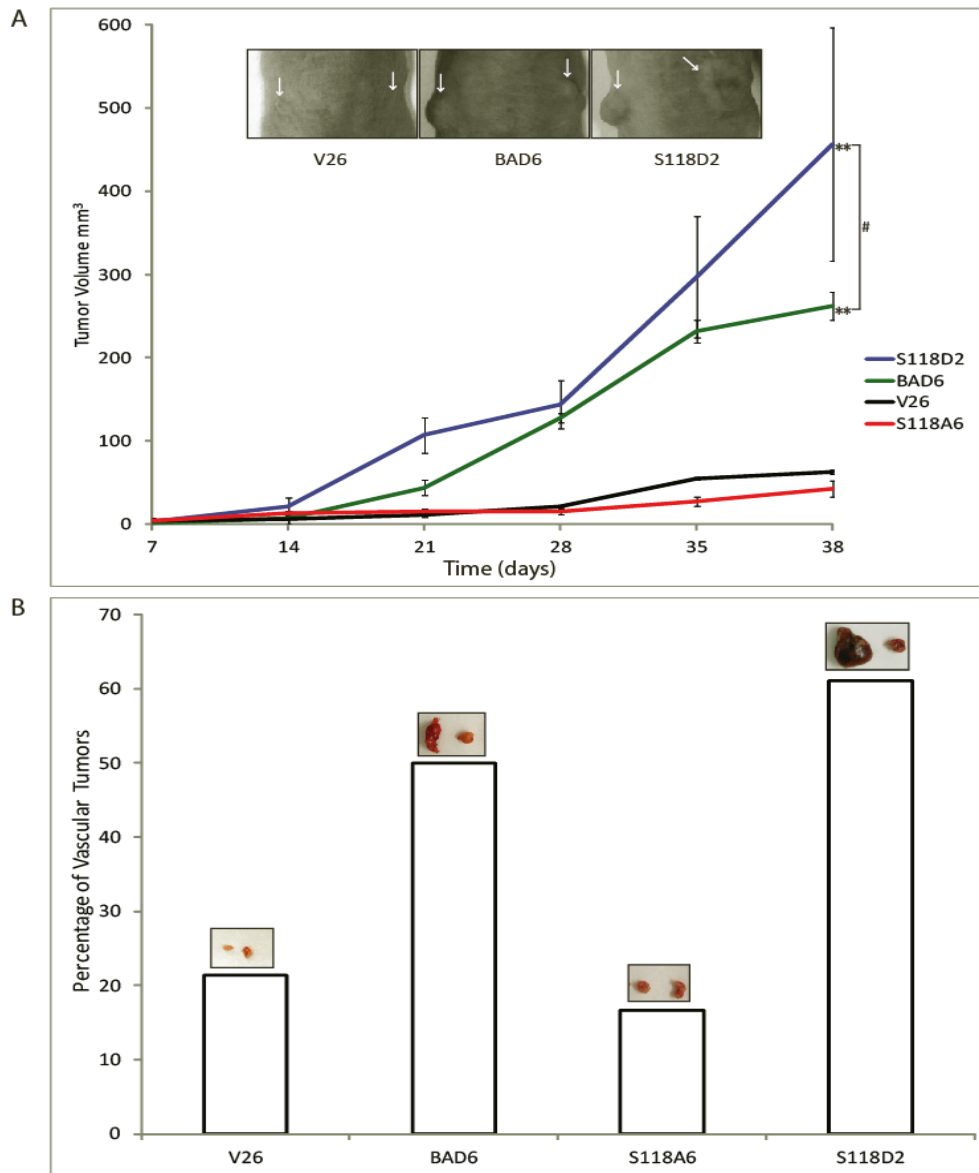 A
600
500
400
300
200
100
0
Tumor Volume mm³
V26 BAD6 S118D2
**
#
**
S118D2
BAD6
V26
S118A6
7 14 21 28 35 38
Time (days)
B
70
60
50
40
30
20
10
0
Percentage of Vascular Tumors
V26 BAD6 S118A6 S118D2